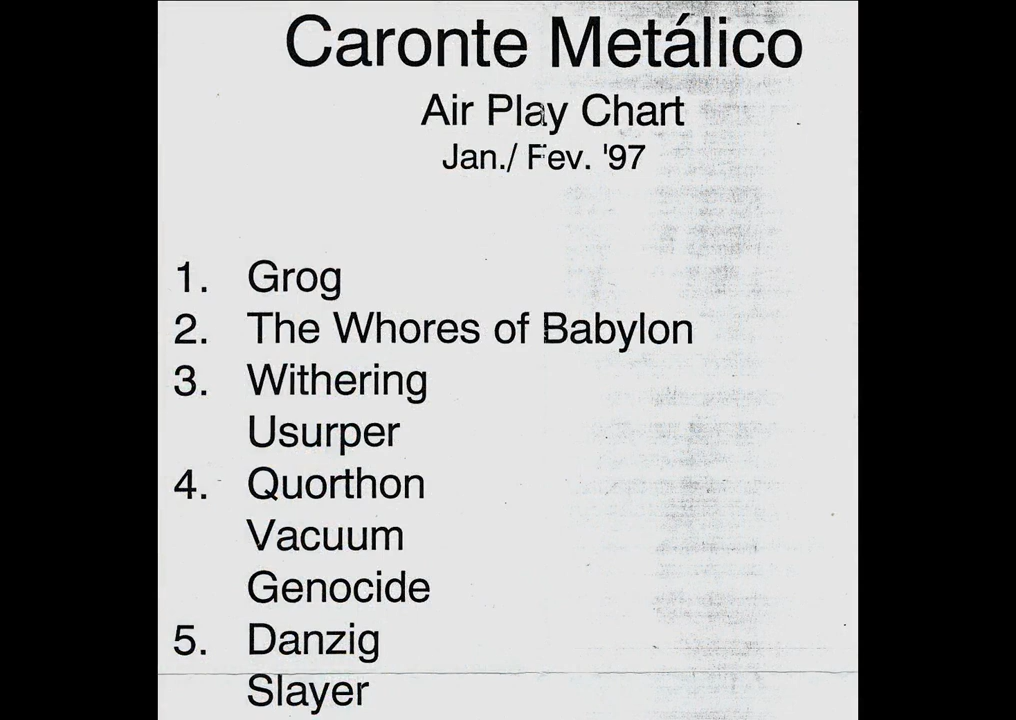 Caronte Metálico
Air Play Chart
Jan./ Fev. '97
1. Grog
2. The Whores of Babylon
3. Withering
Usurper
4. Quorthon
Vacuum
Genocide
5. Danzig
Slayer